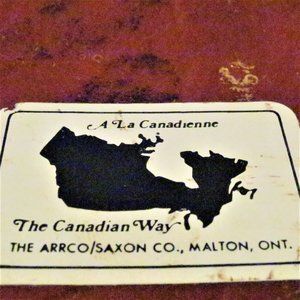 A La Canadienne
The Canadian Way
THE ARRCO/SAXON CO., MALTON, ONT.